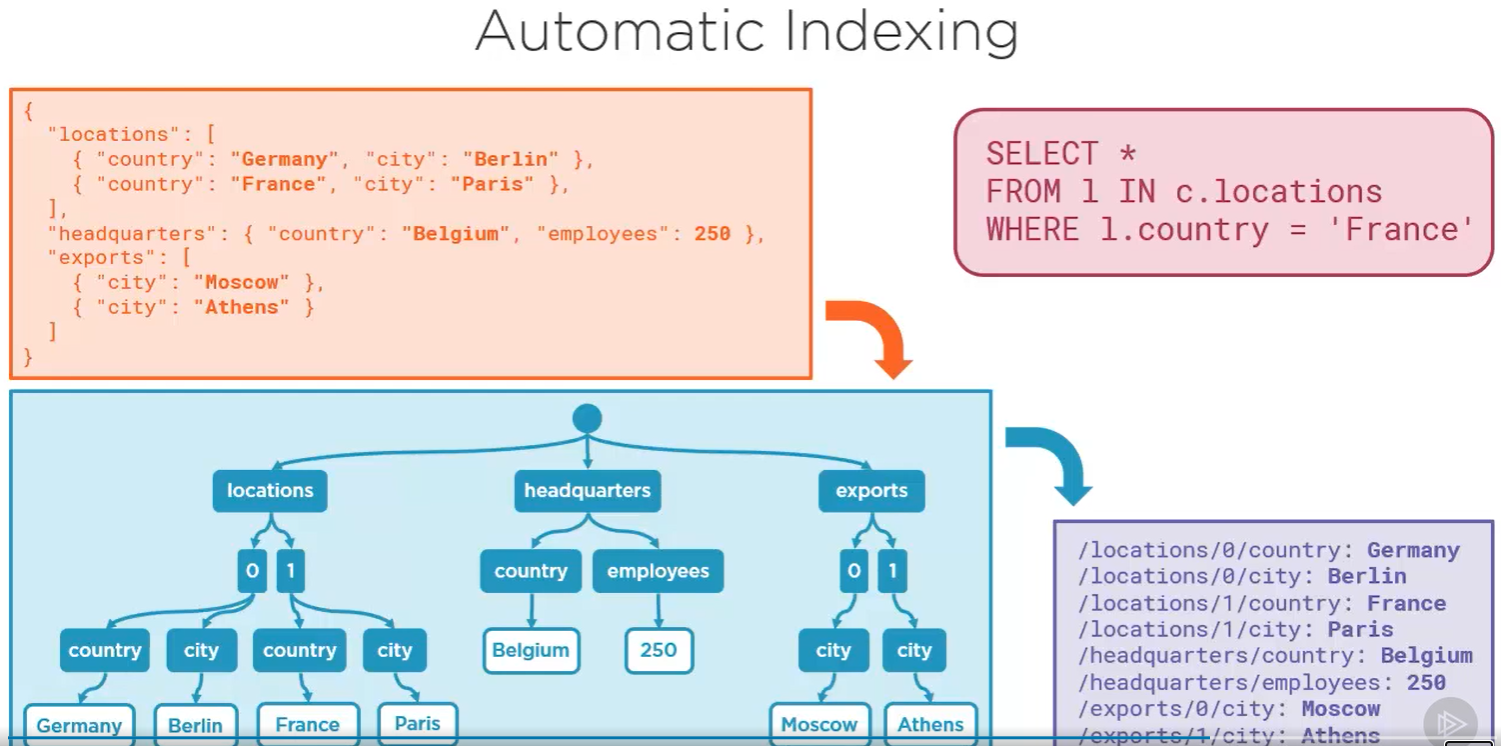 Automatic Indexing
{
"locations": [
{ "country": "Germany", "city": "Berlin" },
{ "country": "France", "city": "Paris" },
],
"headquarters": { "country": "Belgium", "employees": 250 },
"exports": [
{ "city": "Moscow" },
{ "city": "Athens" }
]
}
SELECT *
FROM l IN c.locations
WHERE l.country = 'France'
locations headquarters exports
0 1 country employees 0 1
country city country city Belgium 250 city city
Germany Berlin France Paris Moscow Athens
/locations/0/country: Germany
/locations/0/city: Berlin
/locations/1/country: France
/locations/1/city: Paris
/headquarters/country: Belgium
/headquarters/employees: 250
/exports/0/city: Moscow
/exports/1/city: Athens